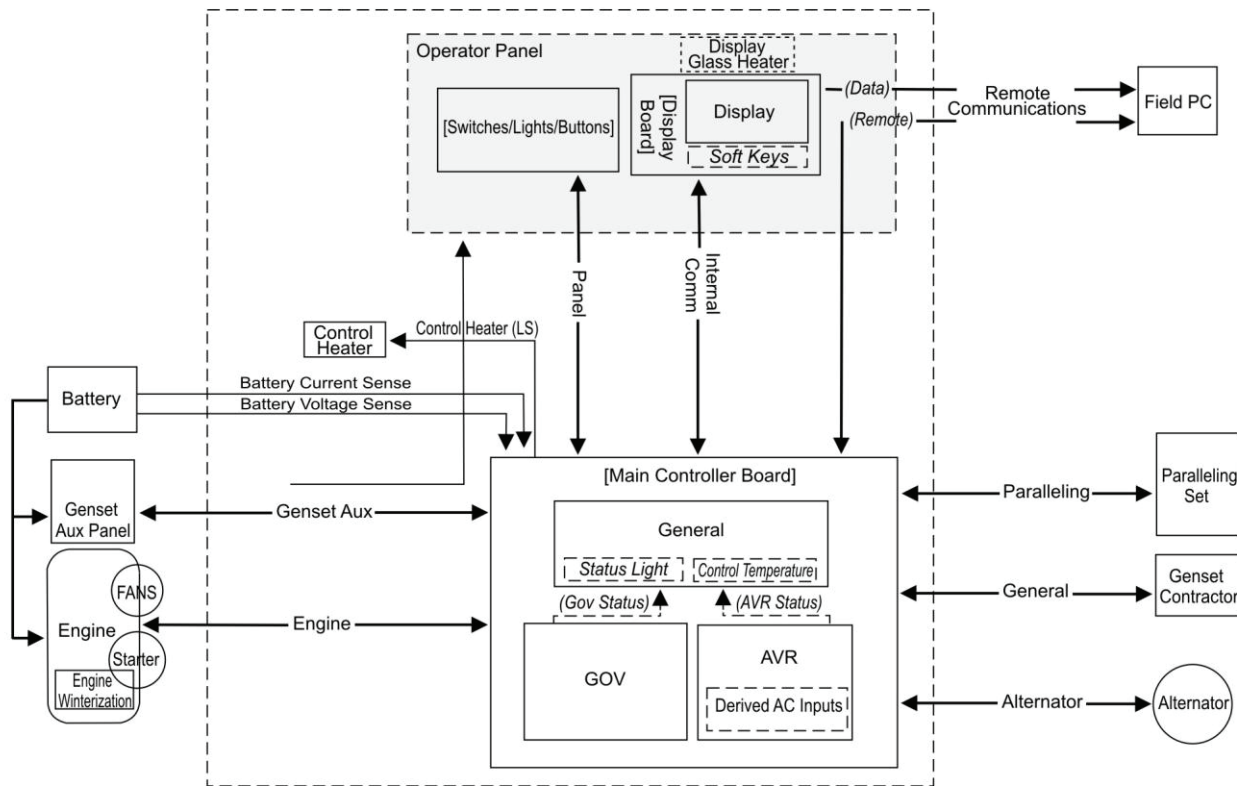 Operator Panel
Display
Glass Heater
[Switches/Lights/Buttons]
[Display
Board]
Display
Soft Keys
(Data)
(Remote)
Remote
Communications
Field PC
Panel
Internal
Comm
Control
Heater
Control Heater (LS)
Battery
Battery Current Sense
Battery Voltage Sense
Genset
Aux Panel
Genset Aux
[Main Controller Board]
General
Status Light
Control Temperature
(Gov Status)
(AVR Status)
GOV
AVR
Derived AC Inputs
Engine
FANS
Starter
Engine
Winterization
Engine
Paralleling
Paralleling
Set
General
Genset
Contractor
Alternator
Alternator